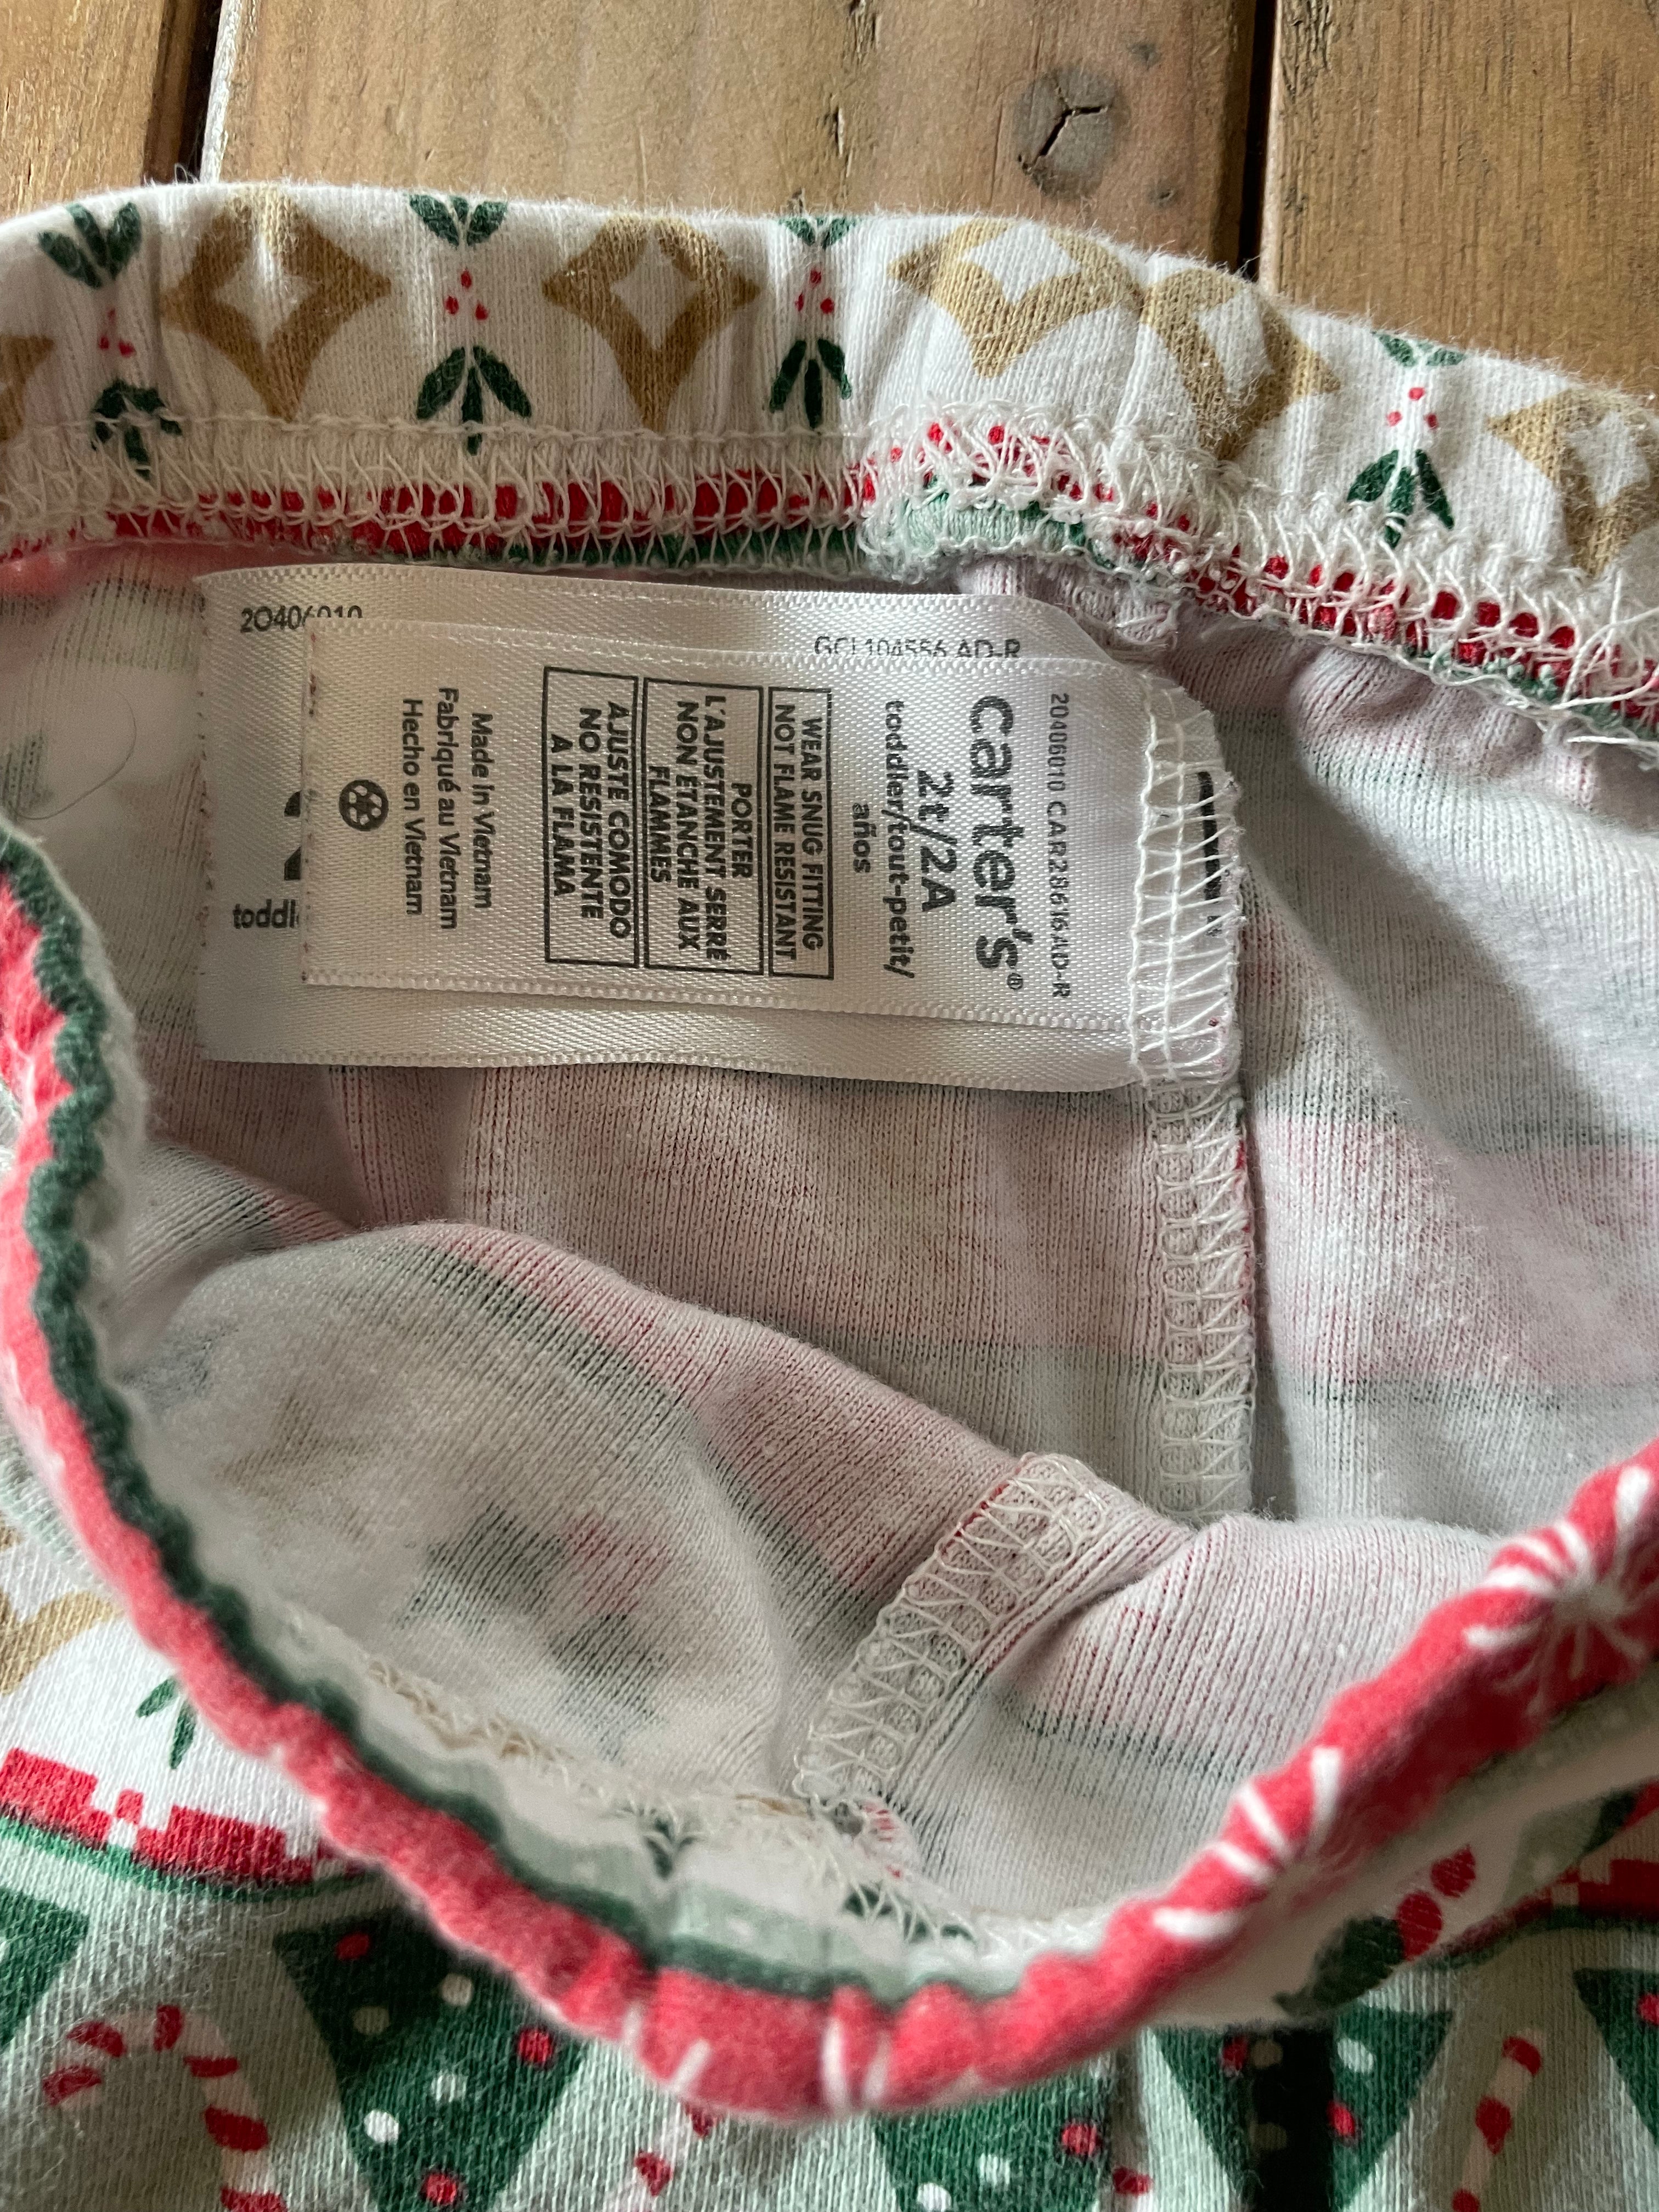 20406010
GCL104556 AD-R
toddl
20406010 CAR28616AD-R
carter's®
2t/2A
toddler/tout-petit/
años
WEAR SNUG FITTING
NOT FLAME RESISTANT
PORTER
L'AJUSTEMENT SERRÉ
NON ÉTANCHE AUX
FLAMMES
AJUSTE COMODO
NO RESISTENTE
A LA FLAMA
Made In Vietnam
Fabriqué au Vietnam
Hecho en Vietnam